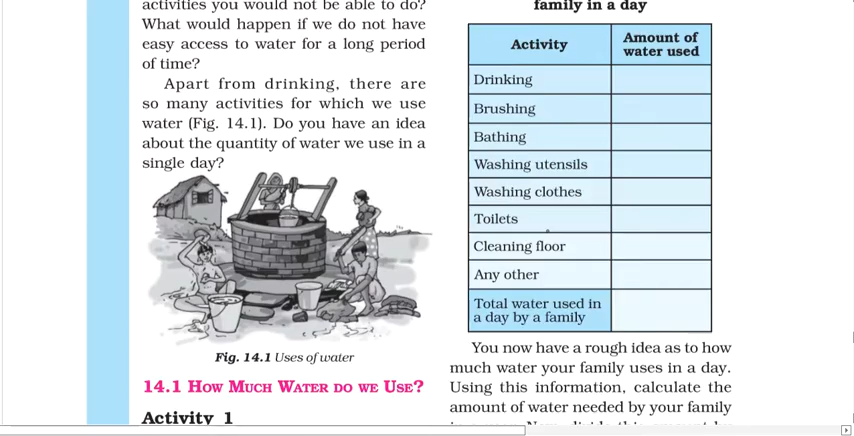 activities you would not be able to do?
What would happen if we do not have
easy access to water for a long period
of time?
Apart from drinking, there are
so many activities for which we use
water (Fig. 14.1). Do you have an idea
about the quantity of water we use in a
single day?
Fig. 14.1 Uses of water
14.1 HOW MUCH WATER DO WE USE?
Activity 1
family in a day
Activity
Amount of
water used
Drinking
Brushing
Bathing
Washing utensils
Washing clothes
Toilets
Cleaning floor
Any other
Total water used in
a day by a family
You now have a rough idea as to how
much water your family uses in a day.
Using this information, calculate the
amount of water needed by your family